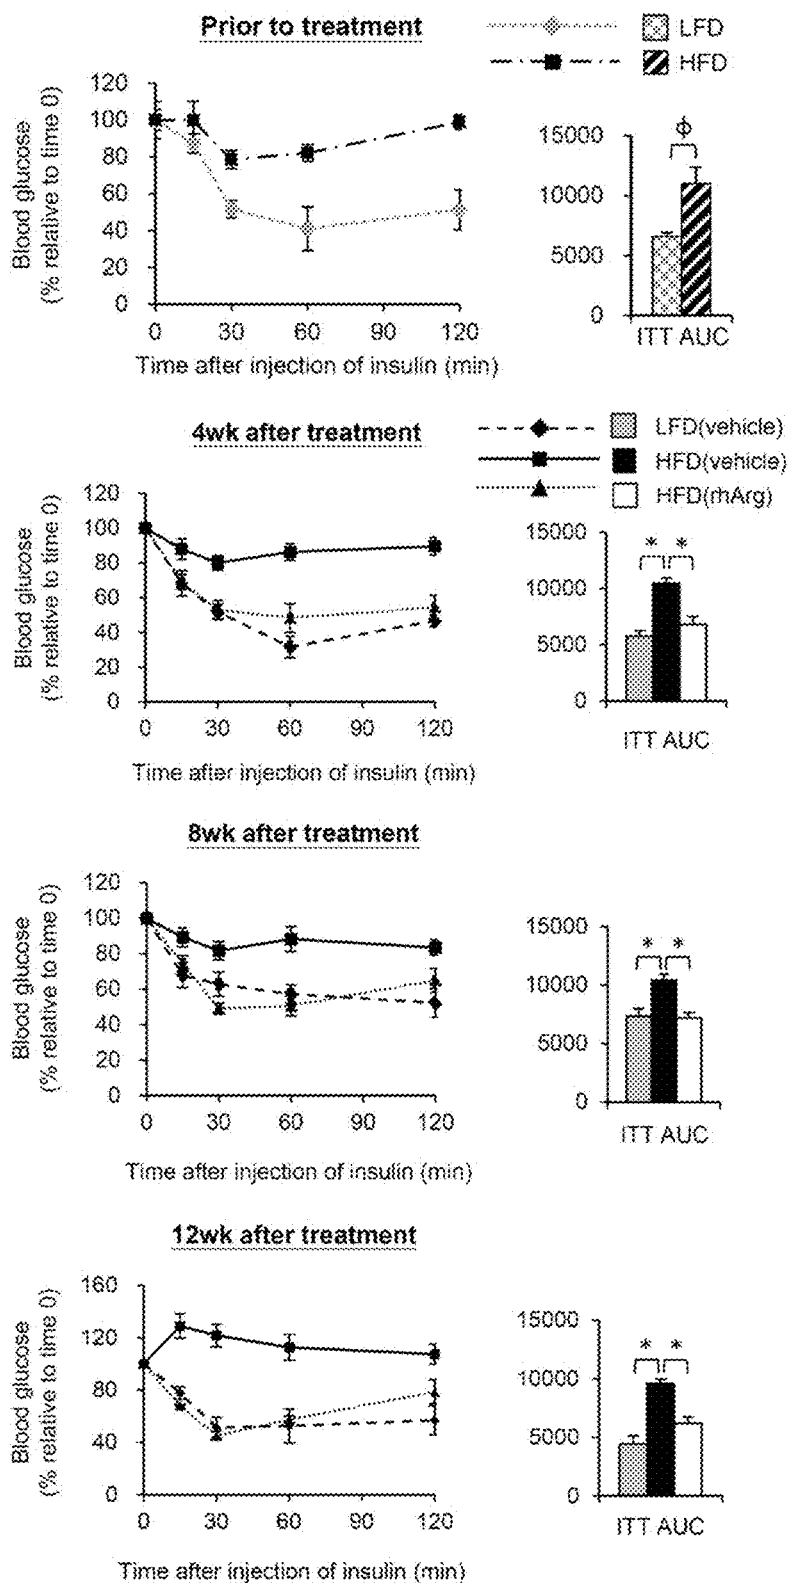 Prior to treatment
LFD
HFD
Blood glucose
(% relative to time 0)
120
100
80
60
40
20
0
0 30 60 90 120
Time after injection of insulin (min)
ϕ
15000
10000
5000
0
ITT AUC
4wk after treatment
LFD(vehicle)
HFD(vehicle)
HFD(rhArg)
Blood glucose
(% relative to time 0)
120
100
80
60
40
20
0
0 30 60 90 120
Time after injection of insulin (min)
* *
15000
10000
5000
0
ITT AUC
8wk after treatment
Blood glucose
(% relative to time 0)
120
100
80
60
40
20
0
0 30 60 90 120
Time after injection of insulin (min)
* *
15000
10000
5000
0
ITT AUC
12wk after treatment
Blood glucose
(% relative to time 0)
160
120
80
40
0
0 30 60 90 120
Time after injection of insulin (min)
* *
15000
10000
5000
0
ITT AUC